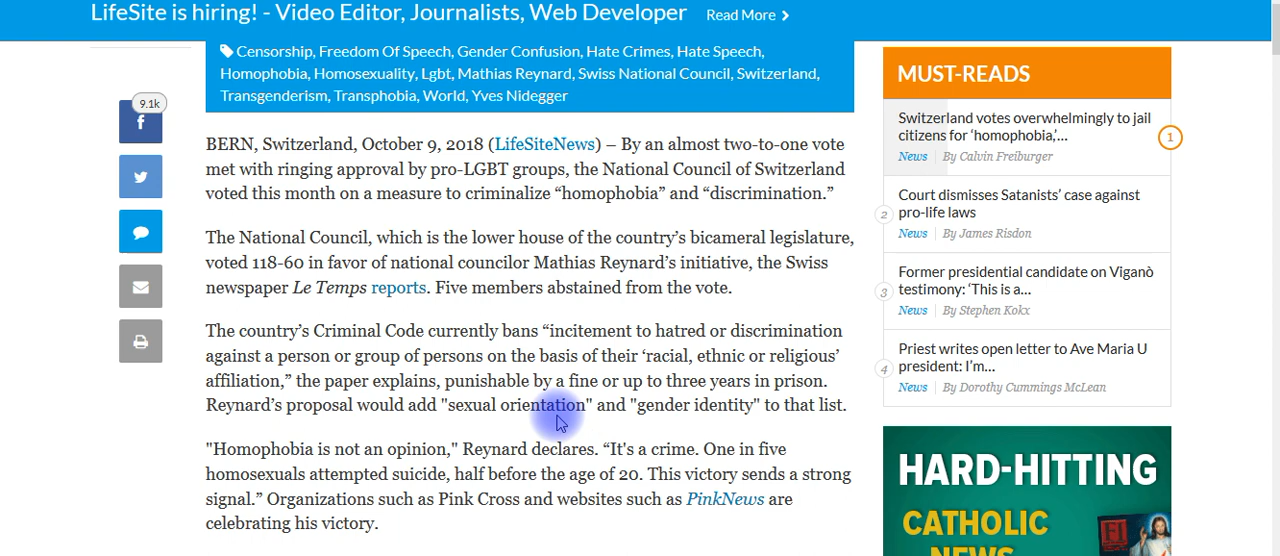 LifeSite is hiring! - Video Editor, Journalists, Web Developer Read More
Censorship, Freedom Of Speech, Gender Confusion, Hate Crimes, Hate Speech,
Homophobia, Homosexuality, Lgbt, Mathias Reynard, Swiss National Council, Switzerland,
Transgenderism, Transphobia, World, Yves Nidegger
9.1k
BERN, Switzerland, October 9, 2018 (LifeSiteNews) – By an almost two-to-one vote
met with ringing approval by pro-LGBT groups, the National Council of Switzerland
voted this month on a measure to criminalize “homophobia” and “discrimination.”
The National Council, which is the lower house of the country’s bicameral legislature,
voted 118-60 in favor of national councilor Mathias Reynard’s initiative, the Swiss
newspaper Le Temps reports. Five members abstained from the vote.
The country’s Criminal Code currently bans “incitement to hatred or discrimination
against a person or group of persons on the basis of their ‘racial, ethnic or religious’
affiliation,” the paper explains, punishable by a fine or up to three years in prison.
Reynard’s proposal would add "sexual orientation" and "gender identity" to that list.
"Homophobia is not an opinion," Reynard declares. “It's a crime. One in five
homosexuals attempted suicide, half before the age of 20. This victory sends a strong
signal.” Organizations such as Pink Cross and websites such as PinkNews are
celebrating his victory.
MUST-READS
Switzerland votes overwhelmingly to jail
citizens for ‘homophobia,’...
News | By Calvin Freiburger
1
Court dismisses Satanists’ case against
pro-life laws
News | By James Risdon
2
Former presidential candidate on Viganò
testimony: ‘This is a...
News | By Stephen Kokx
3
Priest writes open letter to Ave Maria U
president: I’m...
News | By Dorothy Cummings McLean
4
HARD-HITTING
CATHOLIC
NEWS